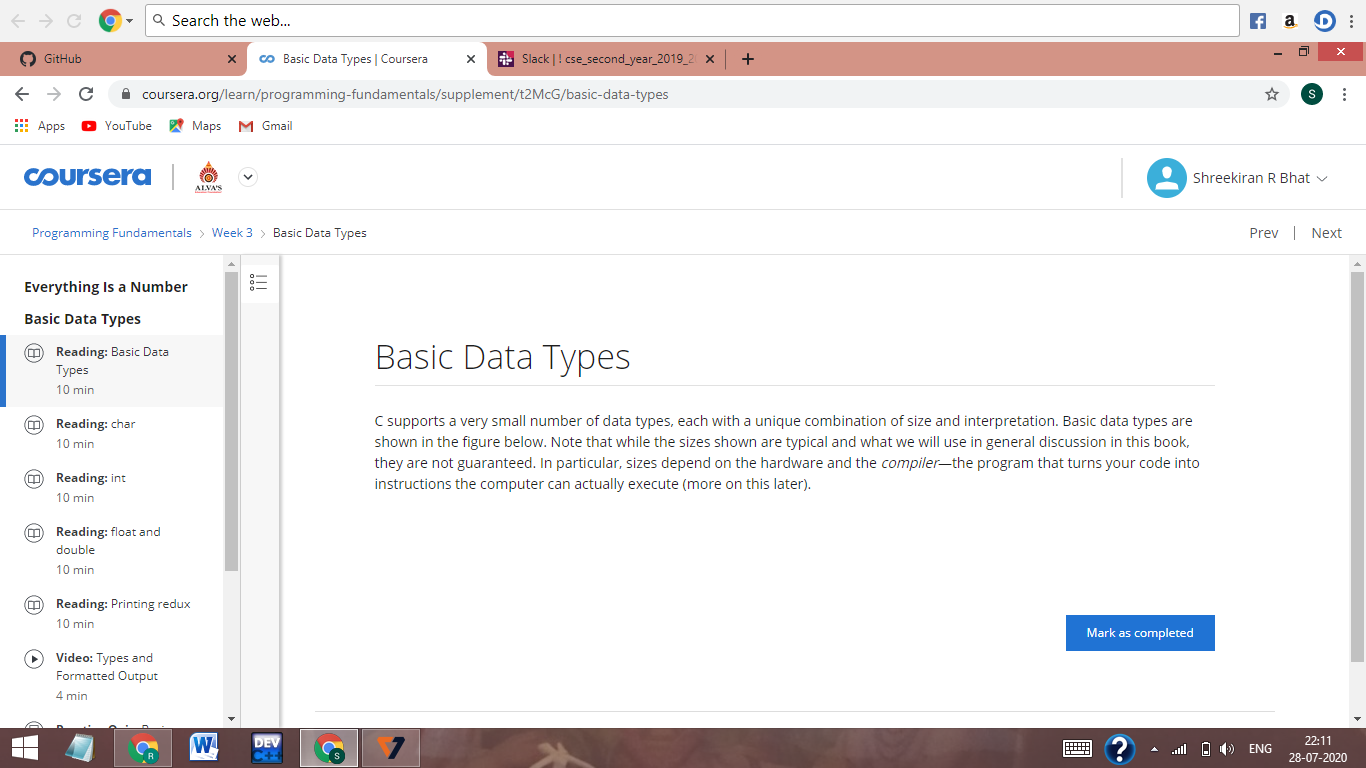 Search the web...
GitHub
Basic Data Types | Coursera
Slack | ! cse_second_year_2019_2
coursera.org/learn/programming-fundamentals/supplement/t2McG/basic-data-types
S
Apps
YouTube
Maps
Gmail
coursera
ALVA'S
Shreekiran R Bhat
Programming Fundamentals > Week 3 > Basic Data Types
Prev | Next
Everything Is a Number
Basic Data Types
Reading: Basic Data
Types
10 min
Reading: char
10 min
Reading: int
10 min
Reading: float and
double
10 min
Reading: Printing redux
10 min
Video: Types and
Formatted Output
4 min
Basic Data Types
C supports a very small number of data types, each with a unique combination of size and interpretation. Basic data types are
shown in the figure below. Note that while the sizes shown are typical and what we will use in general discussion in this book,
they are not guaranteed. In particular, sizes depend on the hardware and the compiler—the program that turns your code into
instructions the computer can actually execute (more on this later).
Mark as completed
R
W
DEV
C++
S
ENG
22:11
28-07-2020